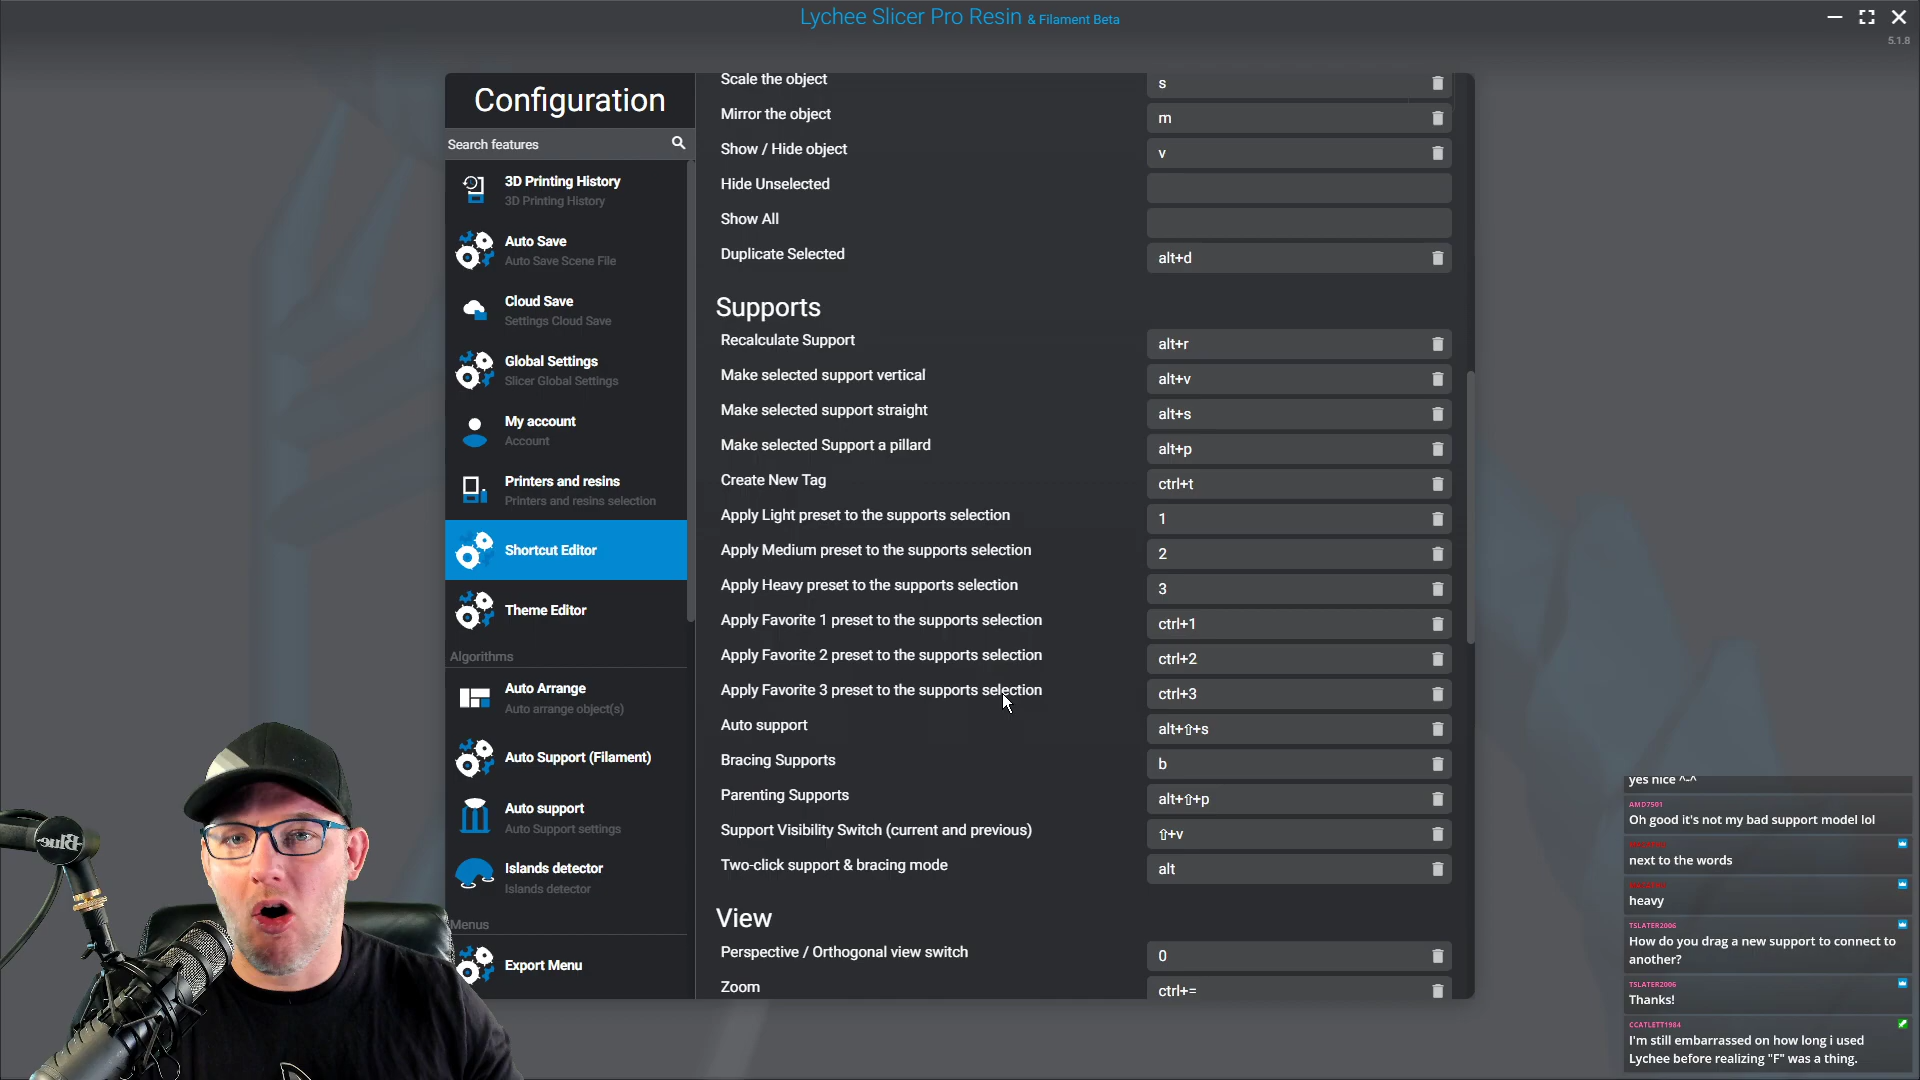 Lychee Slicer Pro Resin & Filament Beta
5.1.8
Configuration
Search features
3D Printing History
3D Printing History
Auto Save
Auto Save Scene File
Cloud Save
Settings Cloud Save
Global Settings
Slicer Global Settings
My account
Account
Printers and resins
Printers and resins selection
Shortcut Editor
Theme Editor
Algorithms
Auto Arrange
Auto arrange object(s)
Auto Support (Filament)
Auto support
Auto Support settings
Islands detector
Islands detector
Menus
Export Menu
Scale the object s
Mirror the object m
Show / Hide object v
Hide Unselected
Show All
Duplicate Selected alt+d
Supports
Recalculate Support alt+r
Make selected support vertical alt+v
Make selected support straight alt+s
Make selected Support a pillard alt+p
Create New Tag ctrl+t
Apply Light preset to the supports selection 1
Apply Medium preset to the supports selection 2
Apply Heavy preset to the supports selection 3
Apply Favorite 1 preset to the supports selection ctrl+1
Apply Favorite 2 preset to the supports selection ctrl+2
Apply Favorite 3 preset to the supports selection ctrl+3
Auto support alt+⇧+s
Bracing Supports b
Parenting Supports alt+⇧+p
Support Visibility Switch (current and previous) ⇧+v
Two-click support & bracing mode alt
View
Perspective / Orthogonal view switch 0
Zoom ctrl+=
Blue
yes nice ^-^
AMD7501
Oh good it's not my bad support model lol
next to the words
heavy
TSLATER2006
How do you drag a new support to connect to
another?
TSLATER2006
Thanks!
CCATLETT1984
I'm still embarrassed on how long i used
Lychee before realizing "F" was a thing.